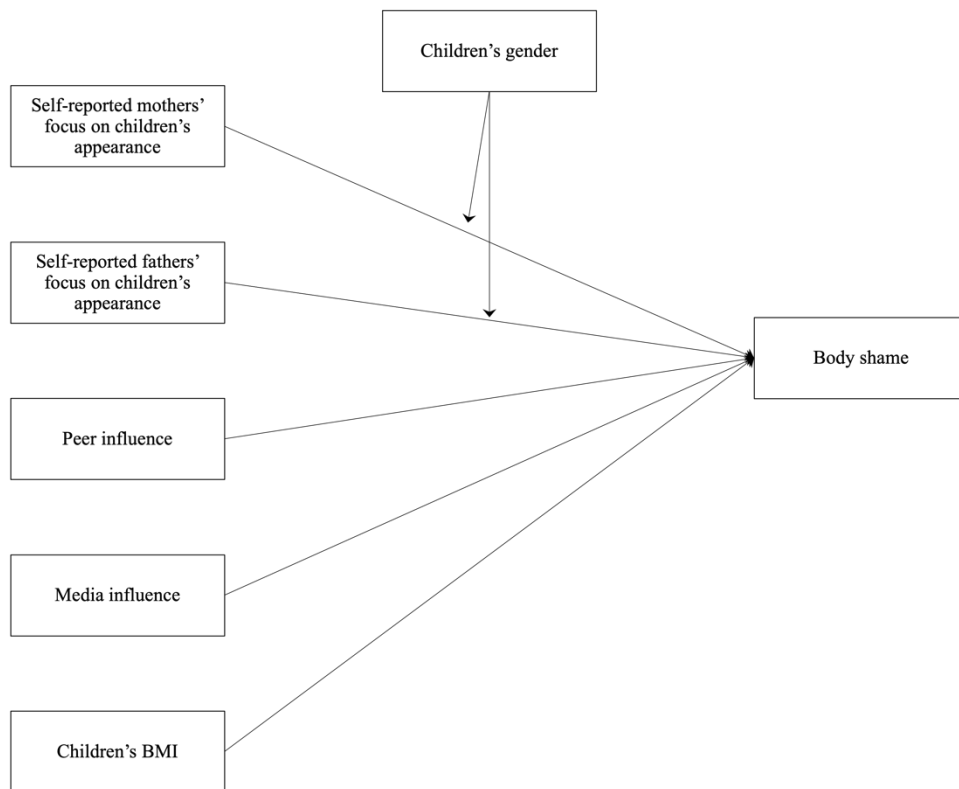 Children’s gender
Self-reported mothers’
focus on children’s
appearance
Self-reported fathers’
focus on children’s
appearance
Body shame
Peer influence
Media influence
Children’s BMI